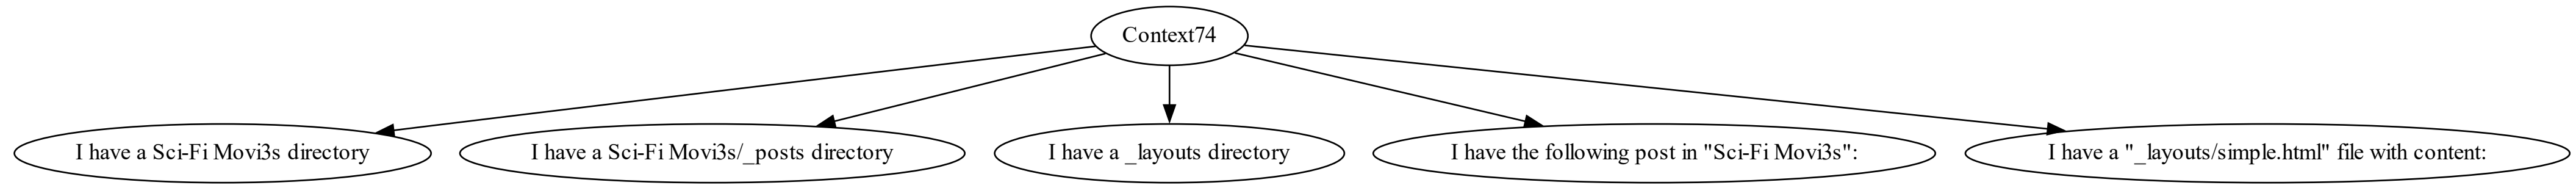 Context74
I have a Sci-Fi Movi3s directory
I have a Sci-Fi Movi3s/_posts directory
I have a _layouts directory
I have the following post in "Sci-Fi Movi3s":
I have a "_layouts/simple.html" file with content: